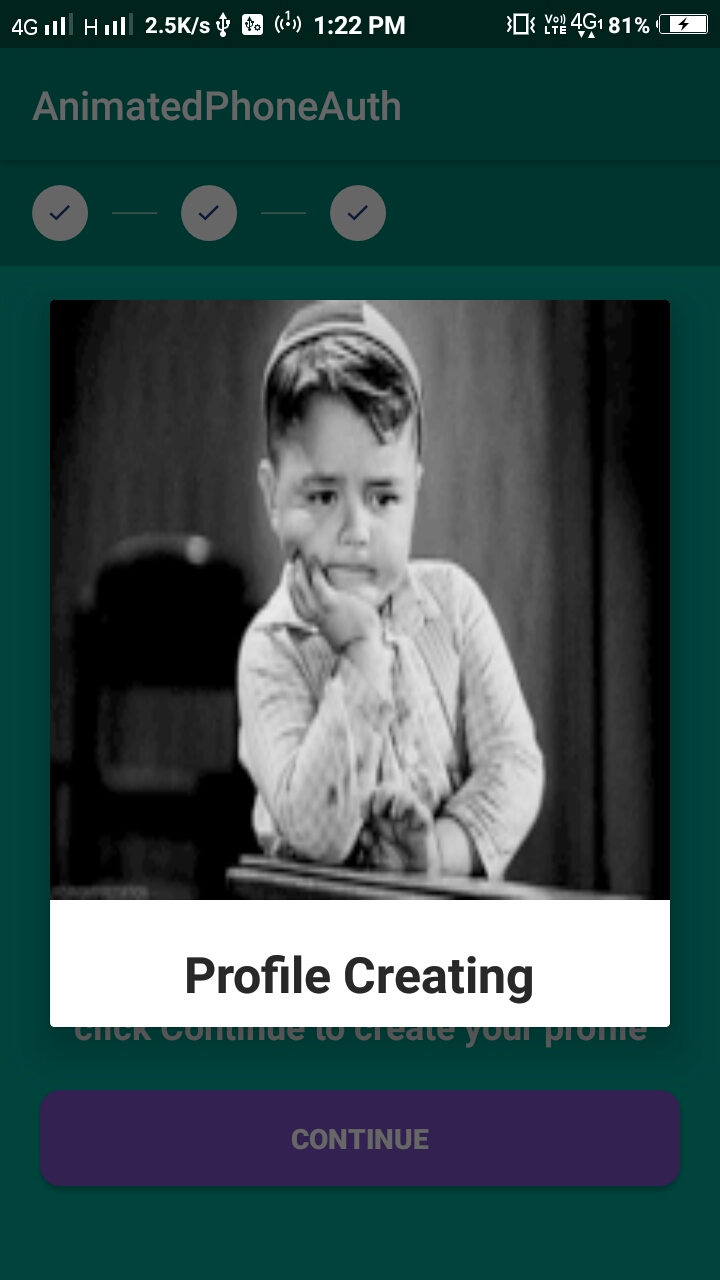 4G H 2.5K/s 1:22 PM Vo)) LTE 4G1 81%
AnimatedPhoneAuth
Profile Creating
click Continue to create your profile
CONTINUE